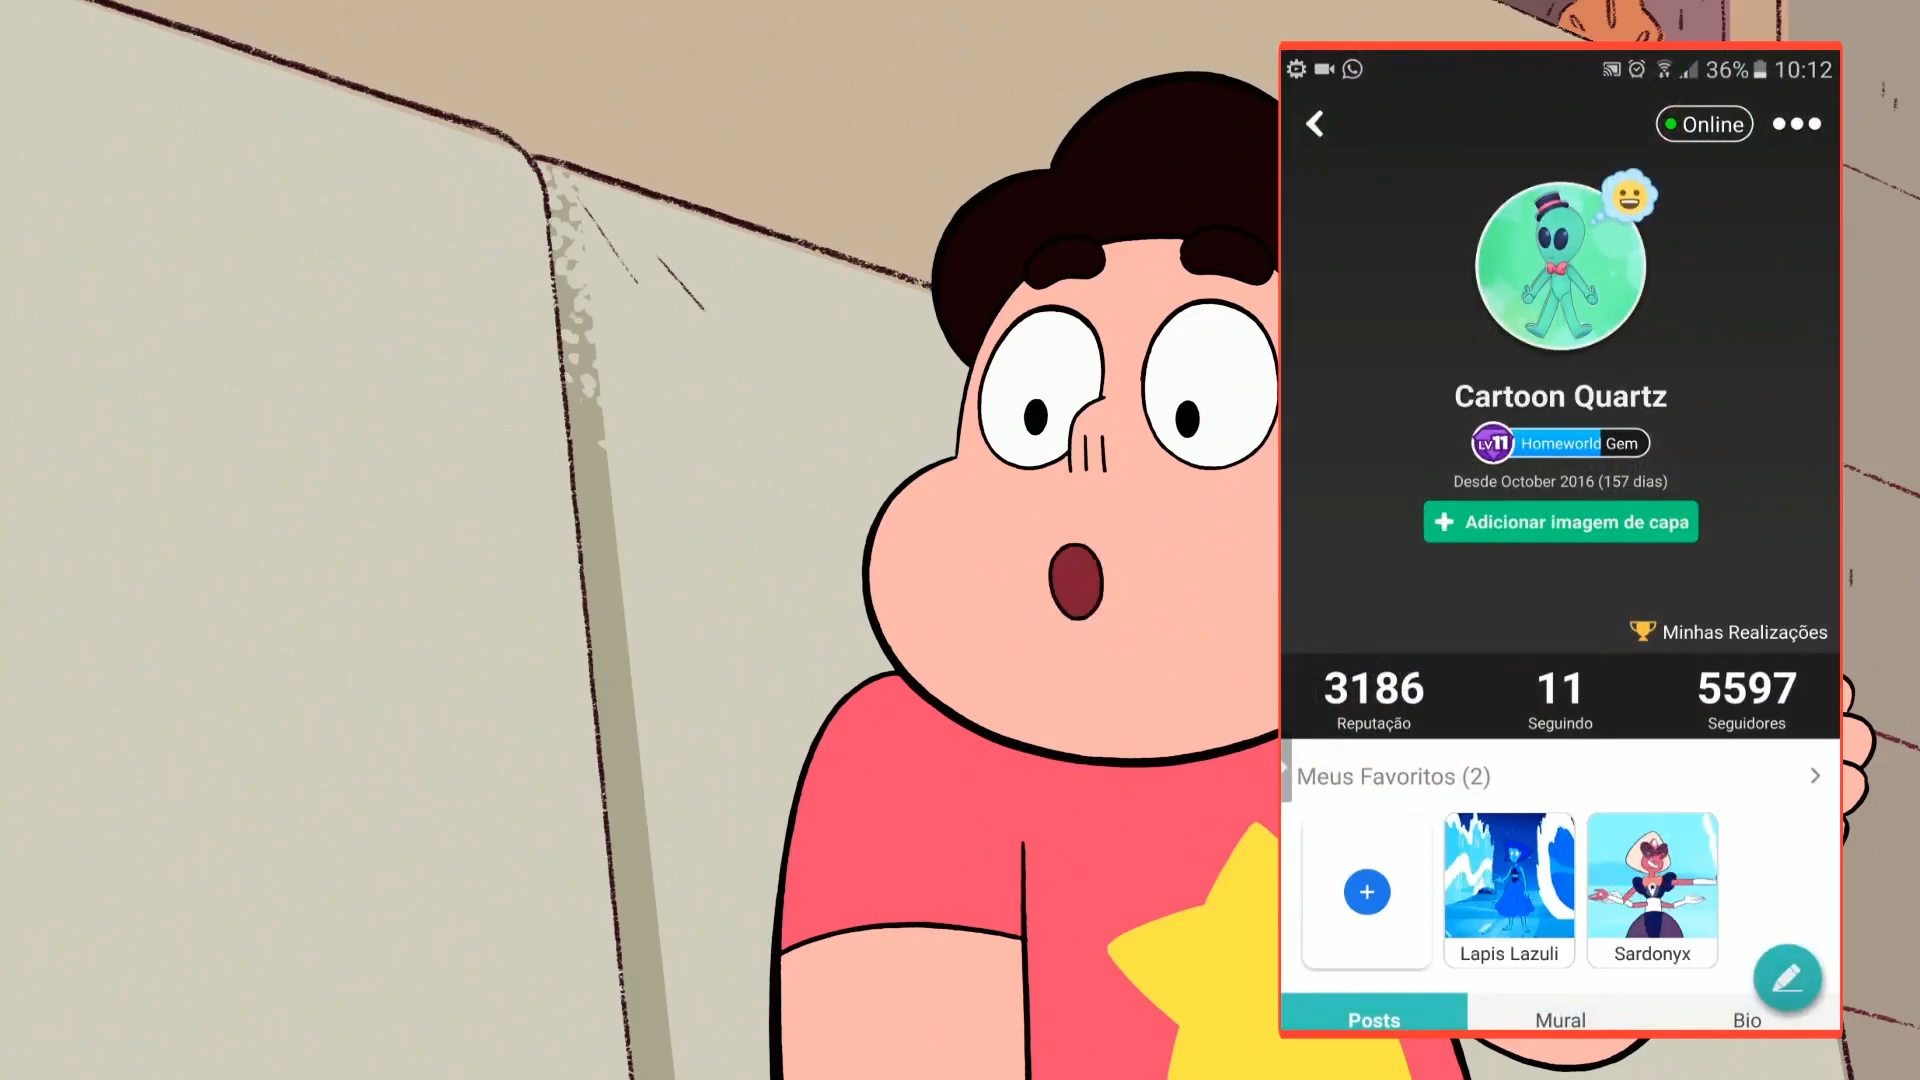 36% 10:12
Online
Cartoon Quartz
LV11 Homeworld Gem
Desde October 2016 (157 dias)
Adicionar imagem de capa
Minhas Realizações
3186 11 5597
Reputação Seguindo Seguidores
Meus Favoritos (2)
Lapis Lazuli Sardonyx
Posts Mural Bio